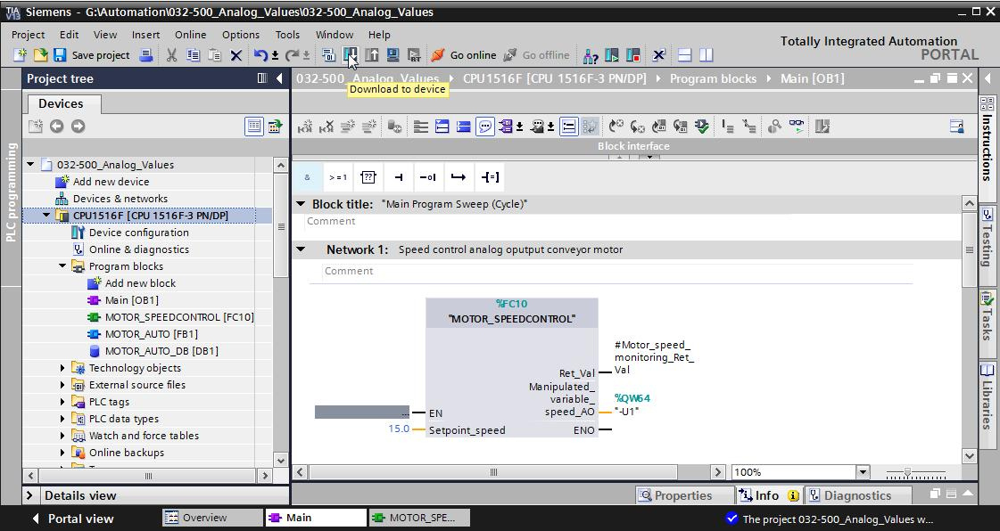 Siemens - G:\Automation\032-500_Analog_Values\032-500_Analog_Values
TIA
V13
Project Edit View Insert Online Options Tools Window Help
Totally Integrated Automation
PORTAL
Save project
Go online
Go offline
Project tree
032-500_Analog_Values CPU1516F [CPU 1516F-3 PN/DP] Program blocks Main [OB1]
Download to device
Devices
Block interface
PLC programming
032-500_Analog_Values
Add new device
Devices & networks
CPU1516F [CPU 1516F-3 PN/DP]
Device configuration
Online & diagnostics
Program blocks
Add new block
Main [OB1]
MOTOR_SPEEDCONTROL [FC10]
MOTOR_AUTO [FB1]
MOTOR_AUTO_DB [DB1]
Technology objects
External source files
PLC tags
PLC data types
Watch and force tables
Online backups
& >=1 ??
Block title: "Main Program Sweep (Cycle)"
Comment
Network 1: Speed control analog oputput conveyor motor
Comment
%FC10
"MOTOR_SPEEDCONTROL"
#Motor_speed_
monitoring_Ret_
Val
Ret_Val
Manipulated_
variable_
speed_AO
%QW64
"-U1"
... EN
15.0 Setpoint_speed
ENO
100%
Instructions
Testing
Tasks
Libraries
Details view
Properties
Info
Diagnostics
Portal view
Overview
Main
MOTOR_SPE...
The project 032-500_Analog_Values w...